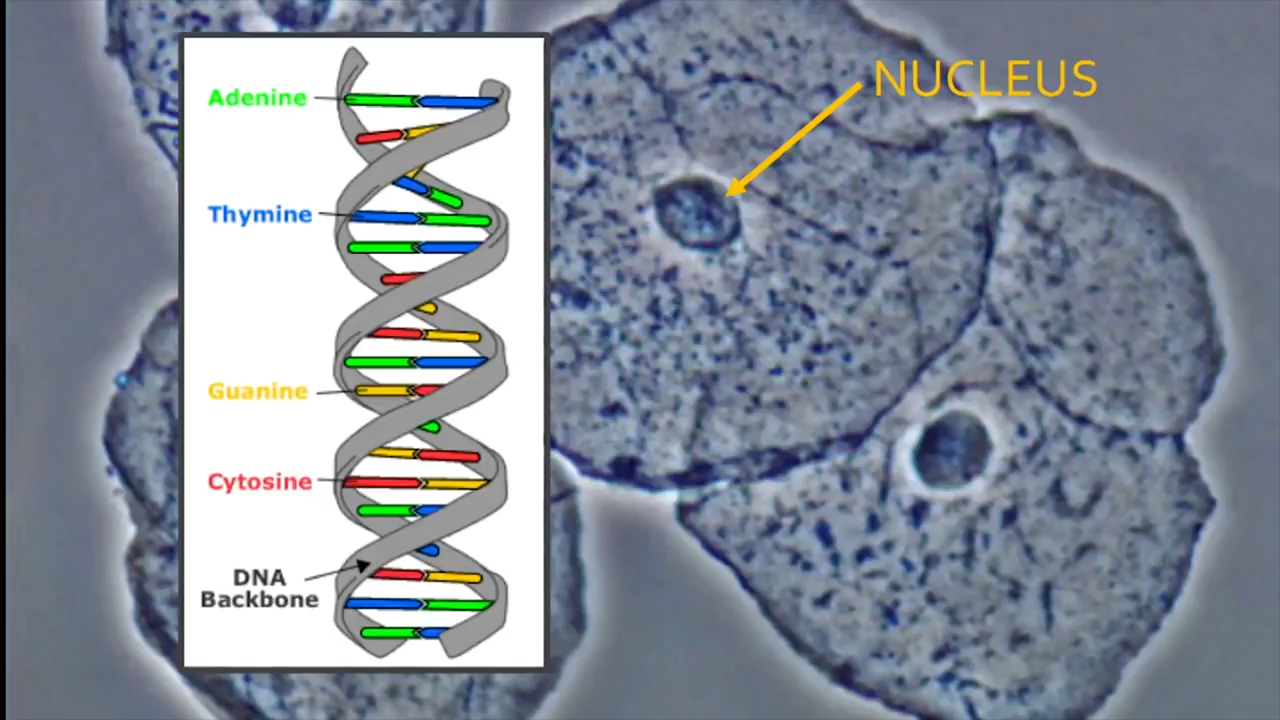 NUCLEUS
Adenine
Thymine
Guanine
Cytosine
DNA
Backbone